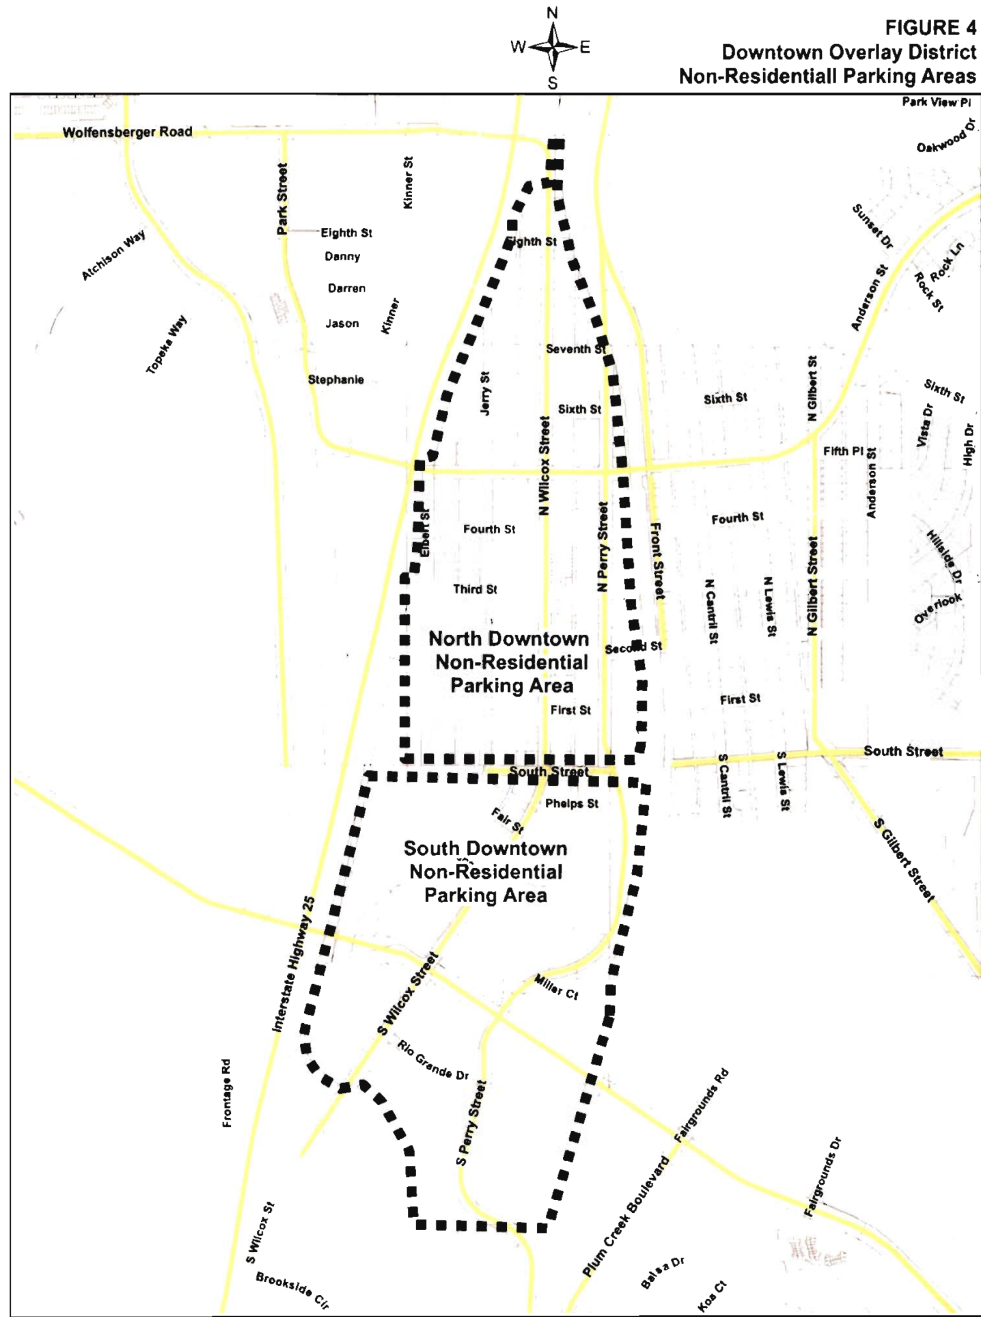 N
W E
S
FIGURE 4
Downtown Overlay District
Non-Residentiall Parking Areas
Park View Pl
Oakwood Dr
Wolfensberger Road
Kinner St
Park Street
Sunset Dr
Eighth St
Eighth St
Atchison Way
Danny
Rock Ln
Rock St
Darren
Anderson St
Kinner
Jason
Topeka Way
Seventh St
Stephanie
Jerry St
Sixth St
Sixth St
N Gilbert St
Sixth St
Vista Dr
High Dr
N Wilcox Street
Fifth Pl
Anderson St
Elbert St
Fourth St
N Perry Street
Front Street
Fourth St
N Gilbert Street
Hillside Dr
Third St
N Cantril St
N Lewis St
Overlook
North Downtown
Non-Residential
Parking Area
Second St
First St
First St
South Street
South Street
S Cantril St
S Lewis St
Phelps St
Fair St
S Gilbert Street
South Downtown
Non-Residential
Parking Area
Interstate Highway 25
S Wilcox Street
Miller Ct
Rio Grande Dr
Frontage Rd
S Perry Street
Fairgrounds Rd
Plum Creek Boulevard
Fairgrounds Dr
S Wilcox St
Brookside Cir
Balsa Dr
Koa Ct